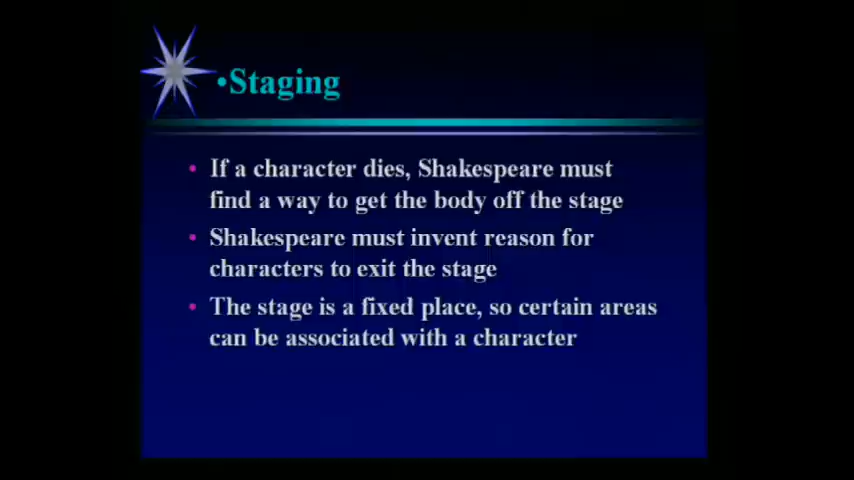 •Staging
• If a character dies, Shakespeare must
find a way to get the body off the stage
• Shakespeare must invent reason for
characters to exit the stage
• The stage is a fixed place, so certain areas
can be associated with a character